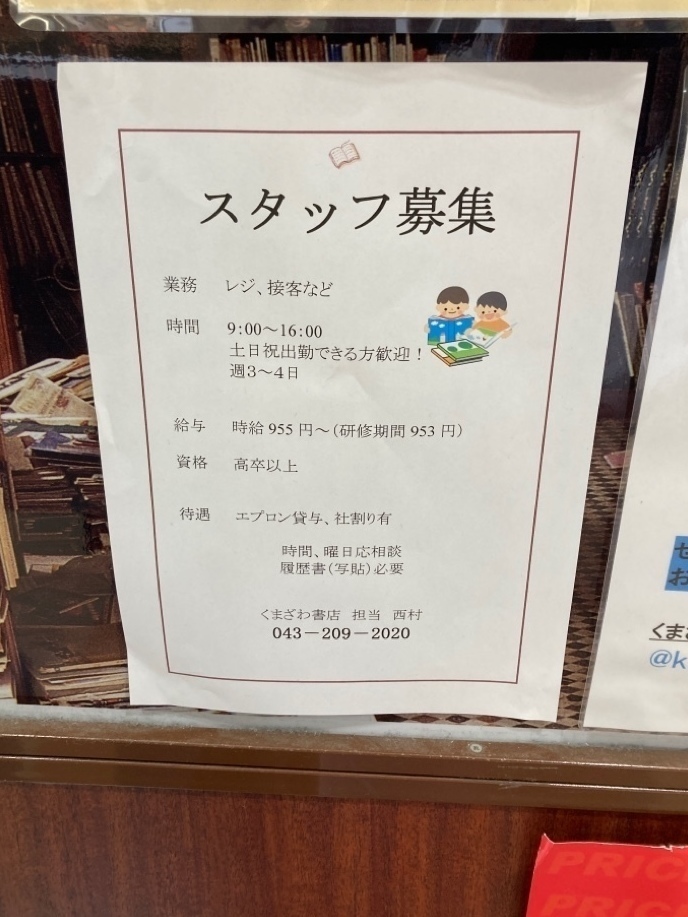 スタッフ募集
業務 レジ、接客など
時間 9:00～16:00
土日祝出勤できる方歓迎！
週3～4日
給与 時給955円～（研修期間953円）
資格 高卒以上
待遇 エプロン貸与、社割り有
時間、曜日応相談
履歴書（写貼）必要
くまざわ書店 担当 西村
043－209－2020
お
くま
@k
PRIC
PRIC